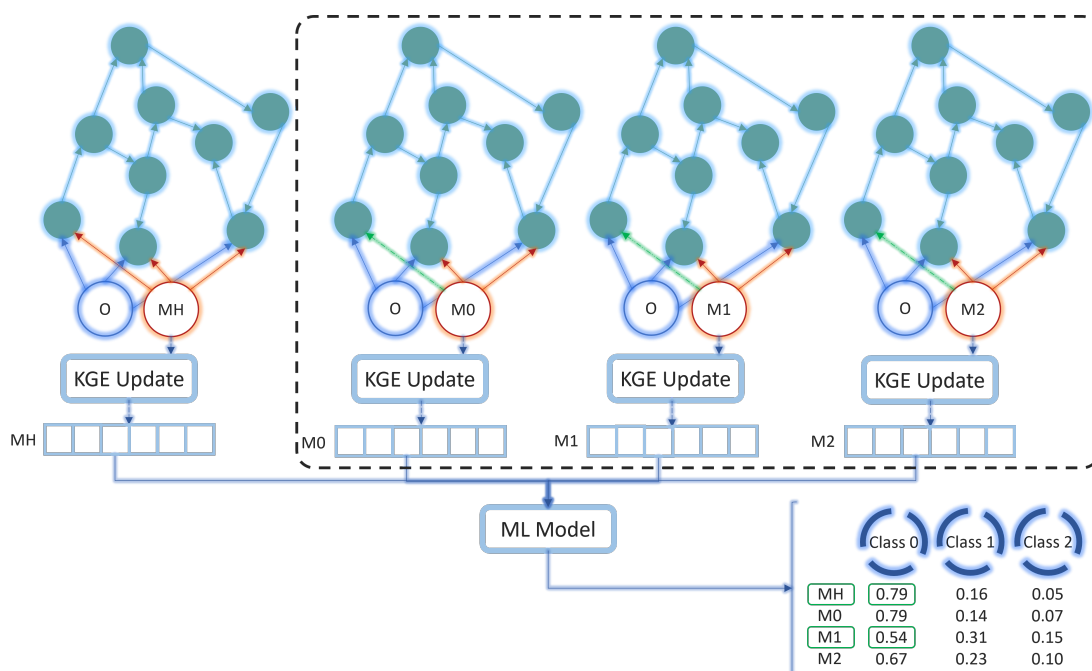 O MH O M0 O M1 O M2
KGE Update KGE Update KGE Update KGE Update
MH M0 M1 M2
ML Model
Class 0 Class 1 Class 2
MH 0.79 0.16 0.05
M0 0.79 0.14 0.07
M1 0.54 0.31 0.15
M2 0.67 0.23 0.10